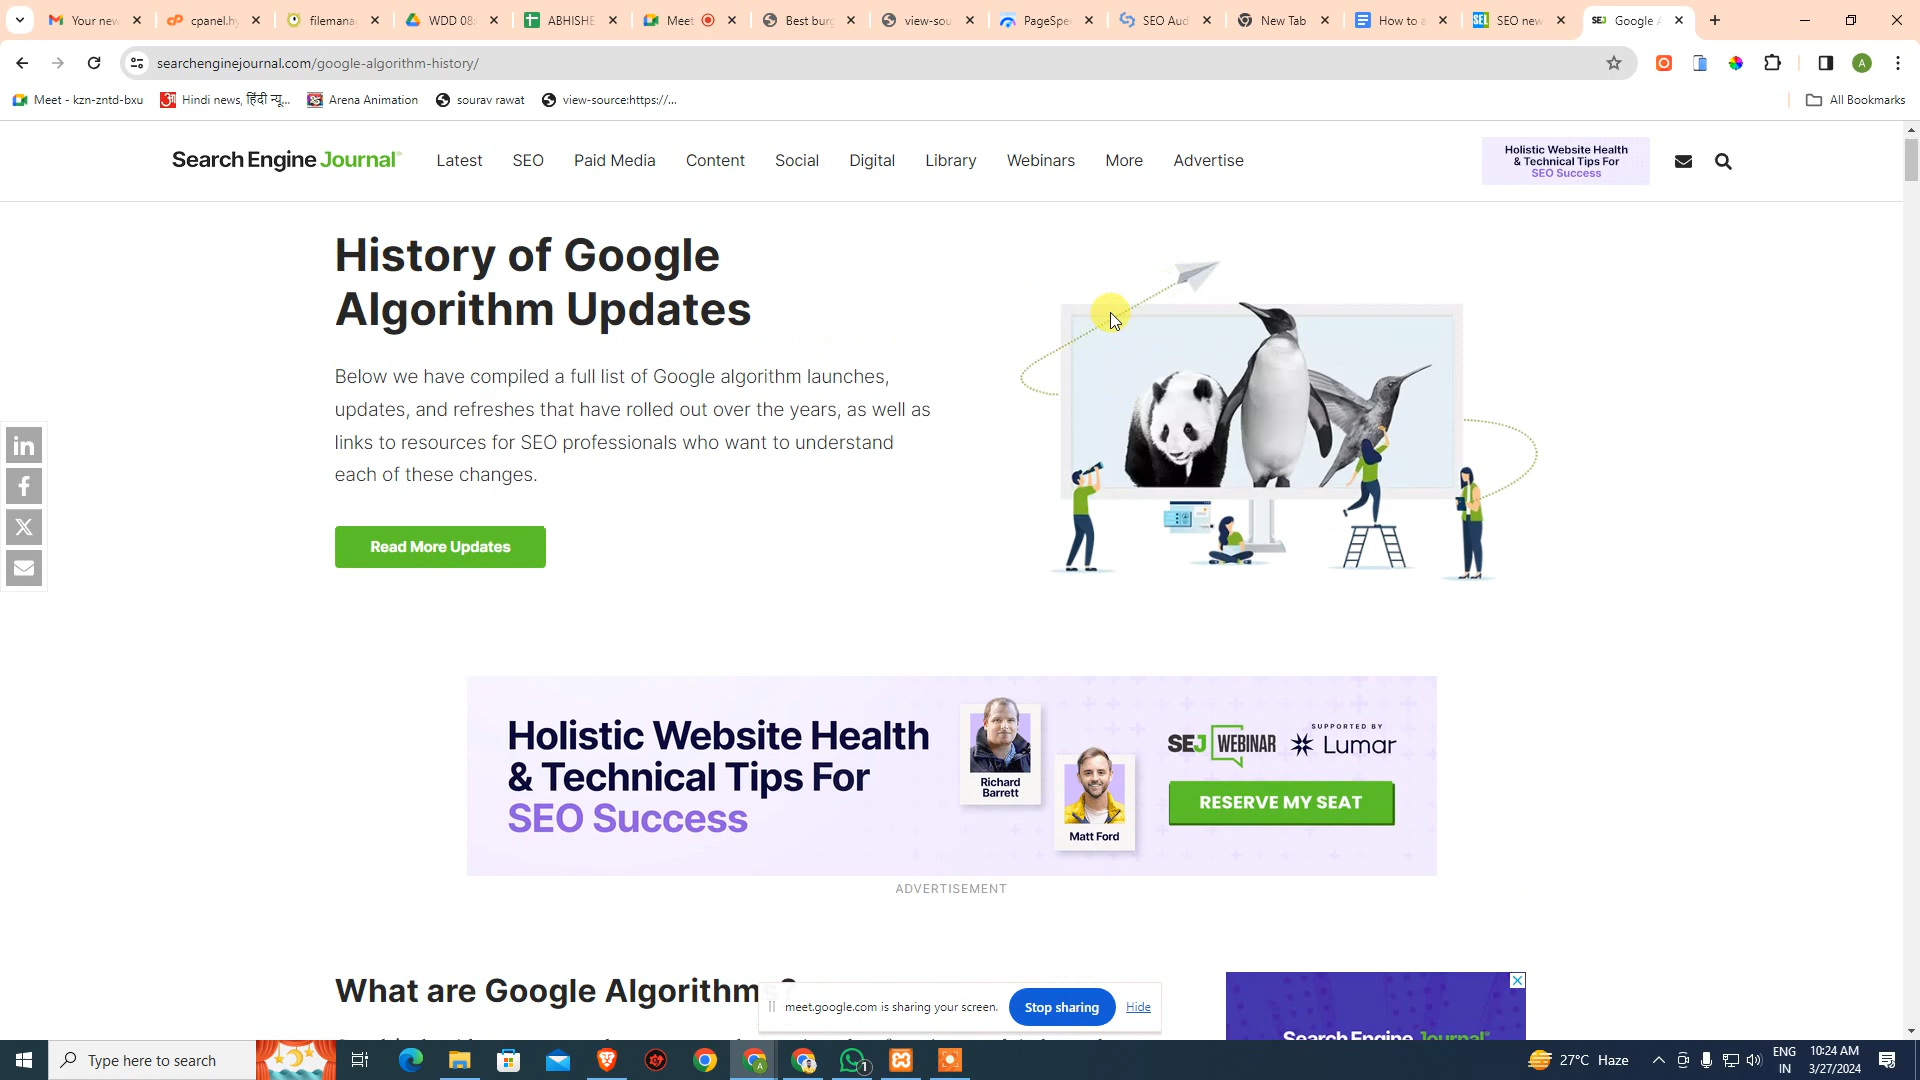 Your new
cpanel.hy
filemana
WDD 08:
ABHISHE
Meet
Best bur
view-sou
PageSpe
SEO Aud
New Tab
How to a
SEO new
Google A
searchenginejournal.com/google-algorithm-history/
Meet - kzn-zntd-bxu
Hindi news, हिंदी न्यू...
Arena Animation
sourav rawat
view-source:https://...
All Bookmarks
Search Engine Journal
Latest
SEO
Paid Media
Content
Social
Digital
Library
Webinars
More
Advertise
Holistic Website Health
& Technical Tips For
SEO Success
History of Google
Algorithm Updates
Below we have compiled a full list of Google algorithm launches,
updates, and refreshes that have rolled out over the years, as well as
links to resources for SEO professionals who want to understand
each of these changes.
Read More Updates
Holistic Website Health
& Technical Tips For
SEO Success
Richard
Barrett
Matt Ford
SEJ WEBINAR
SUPPORTED BY
Lumar
RESERVE MY SEAT
ADVERTISEMENT
What are Google Algorithms?
meet.google.com is sharing your screen.
Stop sharing
Hide
Search Engine Journal
Type here to search
27°C Haze
ENG
IN
10:24 AM
3/27/2024